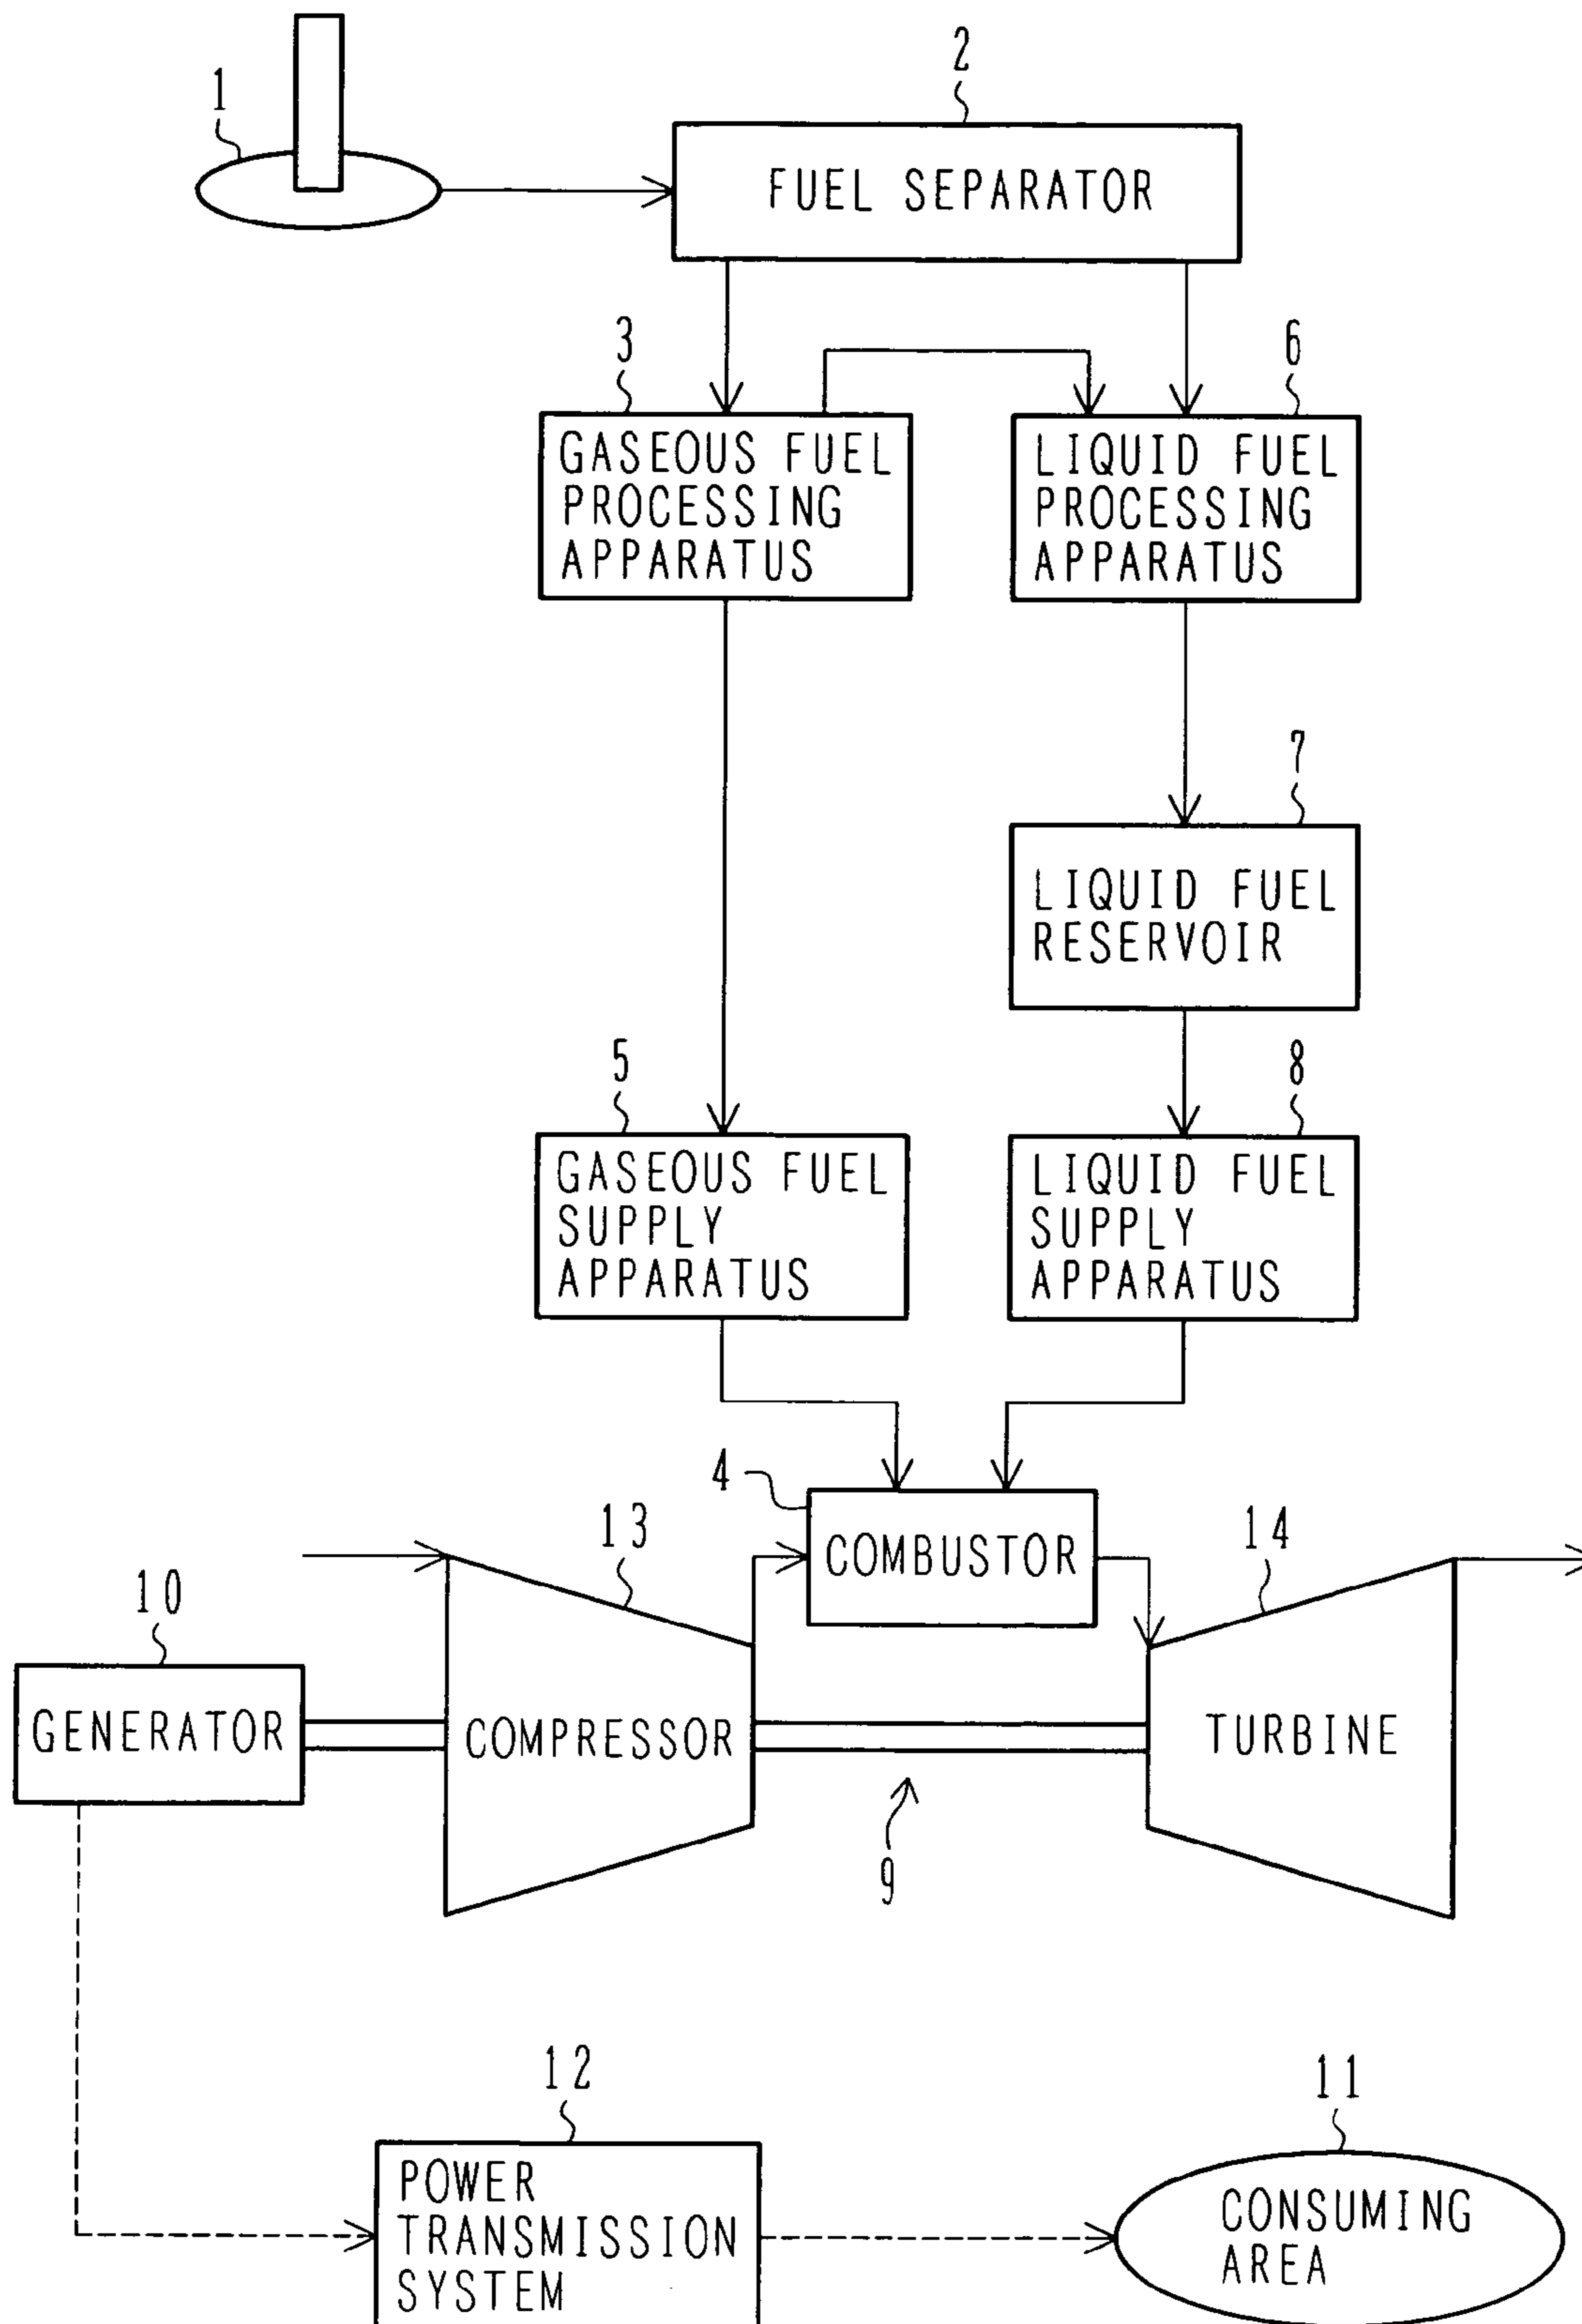 1
2
FUEL SEPARATOR
3
6
GASEOUS FUEL
PROCESSING
APPARATUS
LIQUID FUEL
PROCESSING
APPARATUS
7
LIQUID FUEL
RESERVOIR
5
8
GASEOUS FUEL
SUPPLY
APPARATUS
LIQUID FUEL
SUPPLY
APPARATUS
4
13
14
COMBUSTOR
10
GENERATOR
COMPRESSOR
TURBINE
9
12
11
POWER
TRANSMISSION
SYSTEM
CONSUMING
AREA